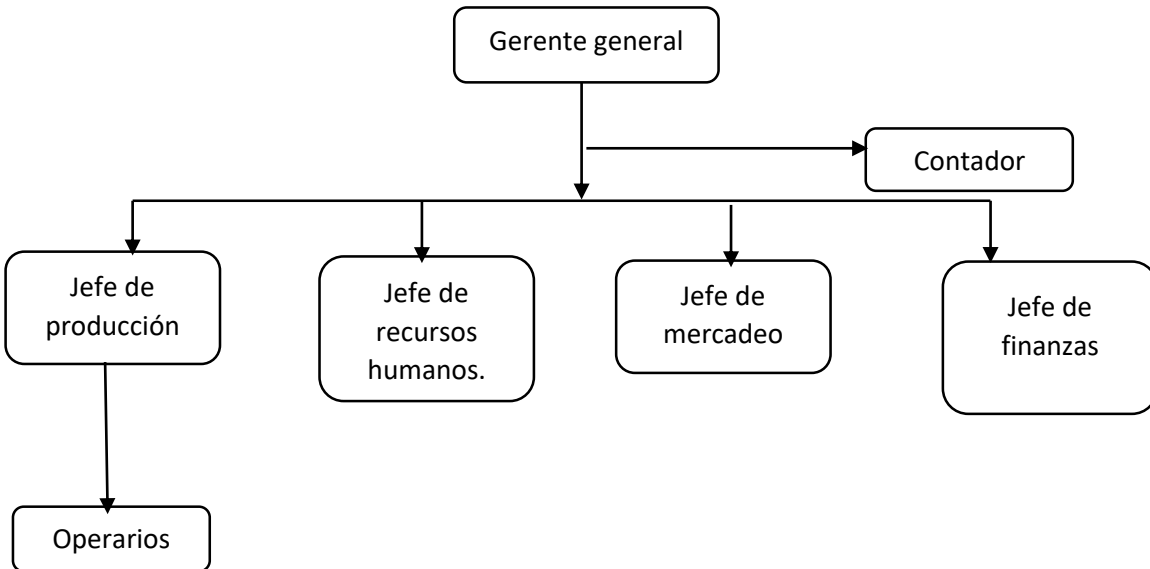 Gerente general
Contador
Jefe de
producción
Jefe de
recursos
humanos.
Jefe de
mercadeo
Jefe de
finanzas
Operarios